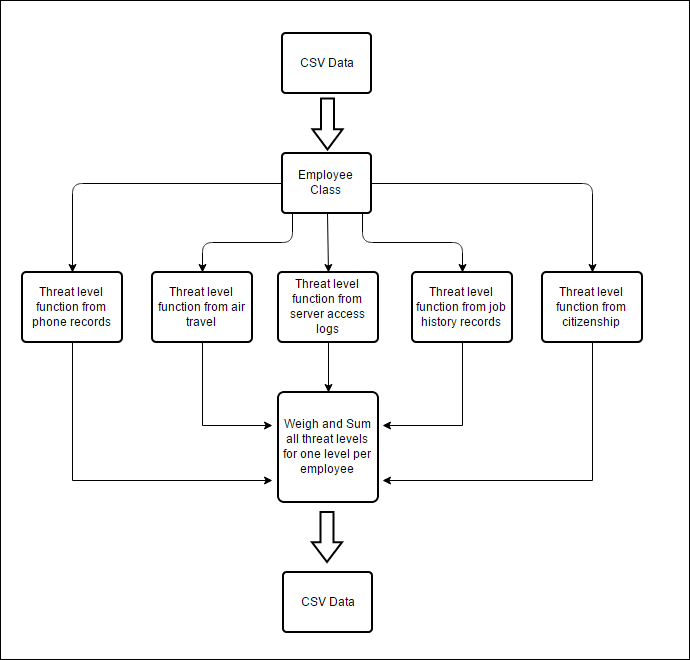 CSV Data
Employee
Class
Threat level
function from
phone records
Threat level
function from air
travel
Threat level
function from
server access
logs
Threat level
function from job
history records
Threat level
function from
citizenship
Weigh and Sum
all threat levels
for one level per
employee
CSV Data